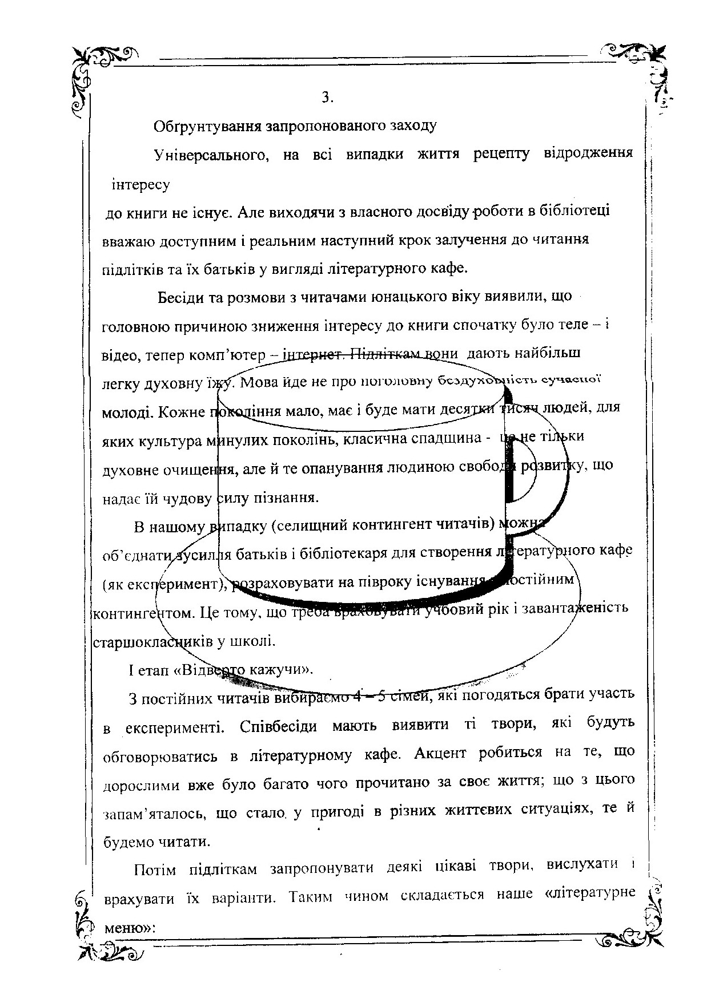 3.
Обґрунтування запропонованого заходу
Універсального, на всі випадки життя рецепту відродження
інтересу
до книги не існує. Але виходячи з власного досвіду роботи в бібліотеці
вважаю доступним і реальним наступний крок залучення до читання
підлітків та їх батьків у вигляді літературного кафе.
Бесіди та розмови з читачами юнацького віку виявили, що
головною причиною зниження інтересу до книги спочатку було теле – і
відео, тепер комп’ютер – інтернет. Підліткам вони дають найбільш
легку духовну їжу. Мова йде не про поголовну бездуховність сучасної
молоді. Кожне покоління мало, має і буде мати десятки тисяч людей, для
яких культура минулих поколінь, класична спадщина - це не тільки
духовне очищення, але й те опанування людиною свободи розвитку, що
надає їй чудову силу пізнання.
В нашому випадку (селищний контингент читачів) можна
об’єднати зусилля батьків і бібліотекаря для створення літературного кафе
(як експеримент), розраховувати на півроку існування з постійним
контингентом. Це тому, що треба враховувати учбовий рік і завантаженість
старшокласників у школі.
І етап «Відверто кажучи».
З постійних читачів вибираємо 4 – 5 сімей, які погодяться брати участь
в експерименті. Співбесіди мають виявити ті твори, які будуть
обговорюватись в літературному кафе. Акцент робиться на те, що
дорослими вже було багато чого прочитано за своє життя; що з цього
запам’яталось, що стало у пригоді в різних життєвих ситуаціях, те й
будемо читати.
Потім підліткам запропонувати деякі цікаві твори, вислухати і
врахувати їх варіанти. Таким чином складається наше «літературне
меню»: